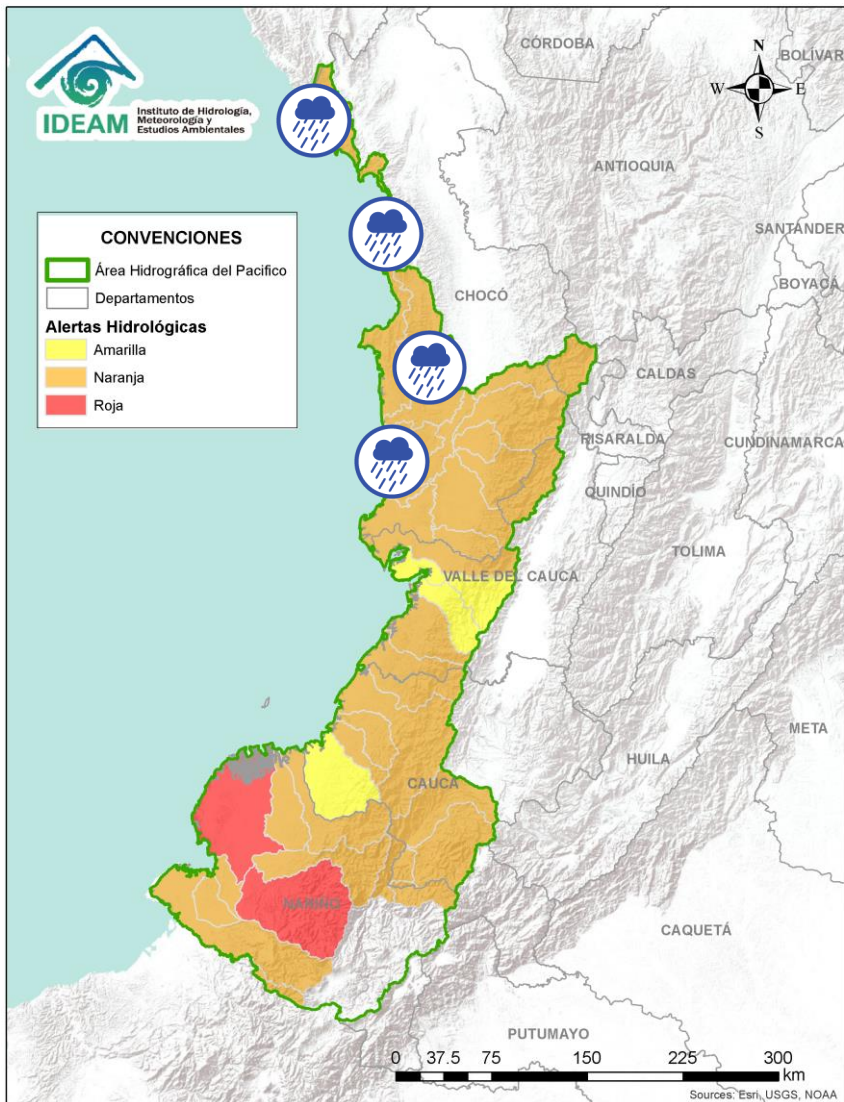 IDEAM
Instituto de Hidrología,
Meteorología y
Estudios Ambientales
CÓRDOBA
BOLÍVAR
N
W
E
S
ANTIOQUIA
SANTANDER
BOYACÁ
CONVENCIONES
Área Hidrográfica del Pacifico
Departamentos
Alertas Hidrológicas
Amarilla
Naranja
Roja
CHOCÓ
CALDAS
RISARALDA
CUNDINAMARCA
QUINDÍO
TOLIMA
VALLE DEL CAUCA
META
HUILA
CAUCA
NARIÑO
CAQUETÁ
PUTUMAYO
0 37.5 75 150 225 300
km
Sources: Esri, USGS, NOAA